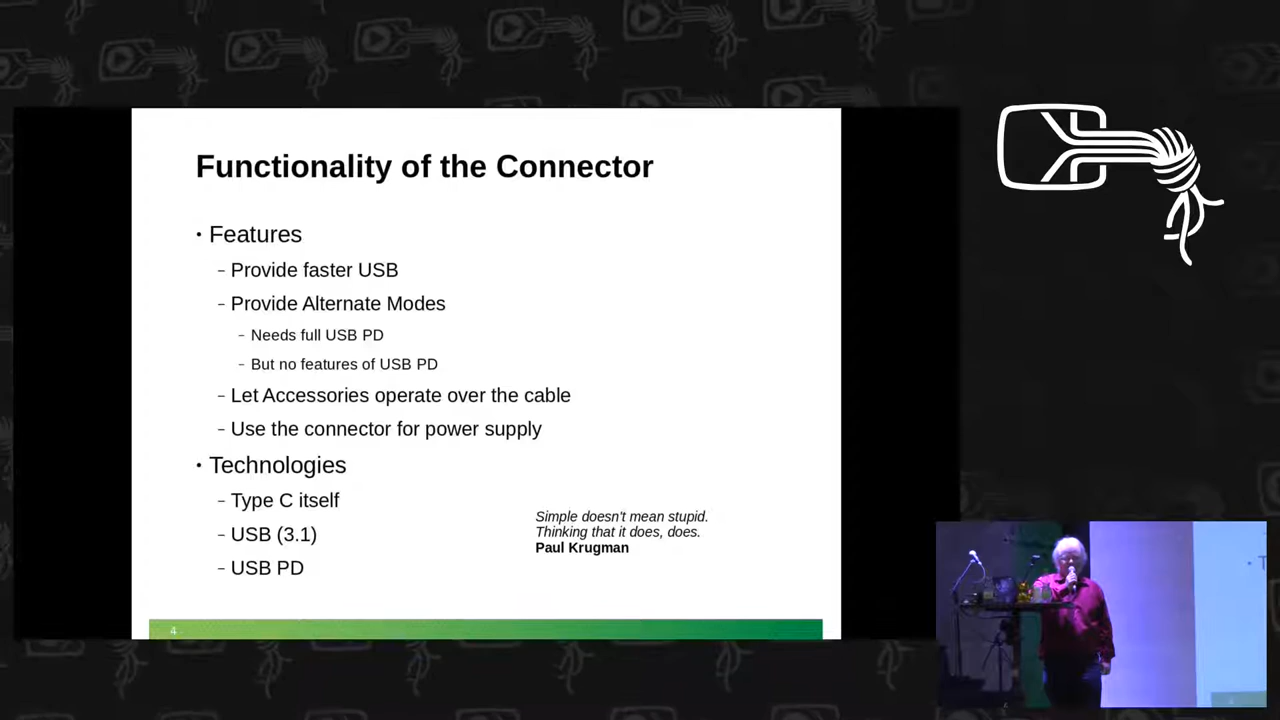 Functionality of the Connector
• Features
– Provide faster USB
– Provide Alternate Modes
– Needs full USB PD
– But no features of USB PD
– Let Accessories operate over the cable
– Use the connector for power supply
• Technologies
– Type C itself
– USB (3.1)
– USB PD
Simple doesn't mean stupid.
Thinking that it does, does.
Paul Krugman
4